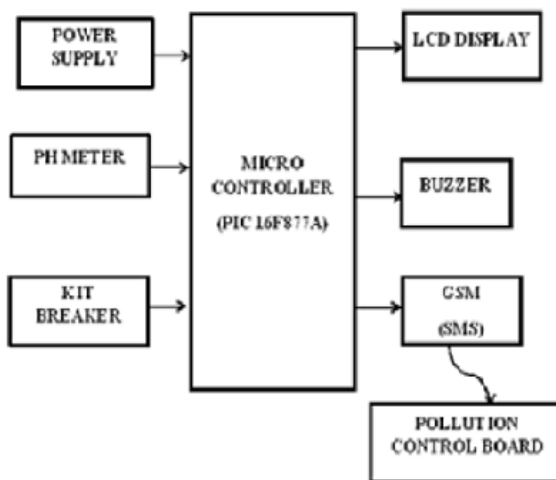 POWER
SUPPLY
PH METER
KIT
BREAKER
MICRO
CONTROLLER
(PIC 16F877A)
LCD DISPLAY
BUZZER
GSM
(SMS)
POLLUTION
CONTROL BOARD